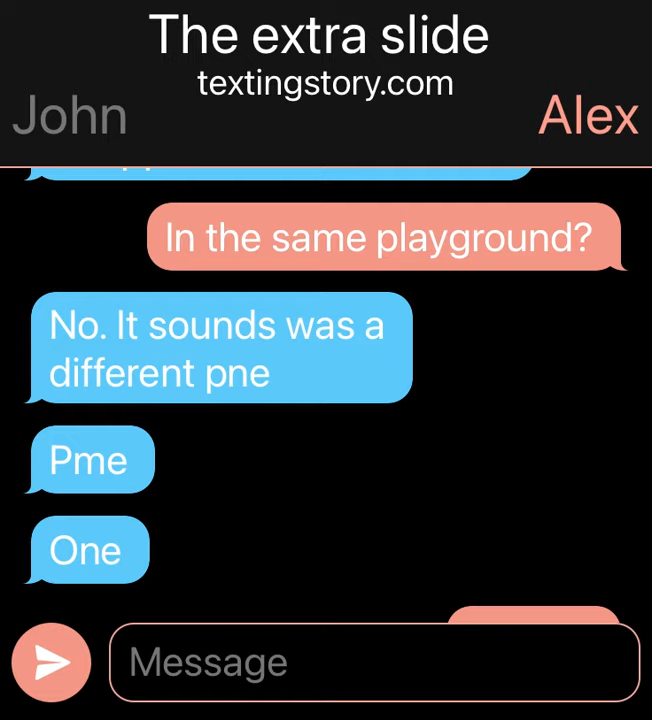 The extra slide
textingstory.com
John
Alex
In the same playground?
No. It sounds was a
different pne
Pme
One
Message